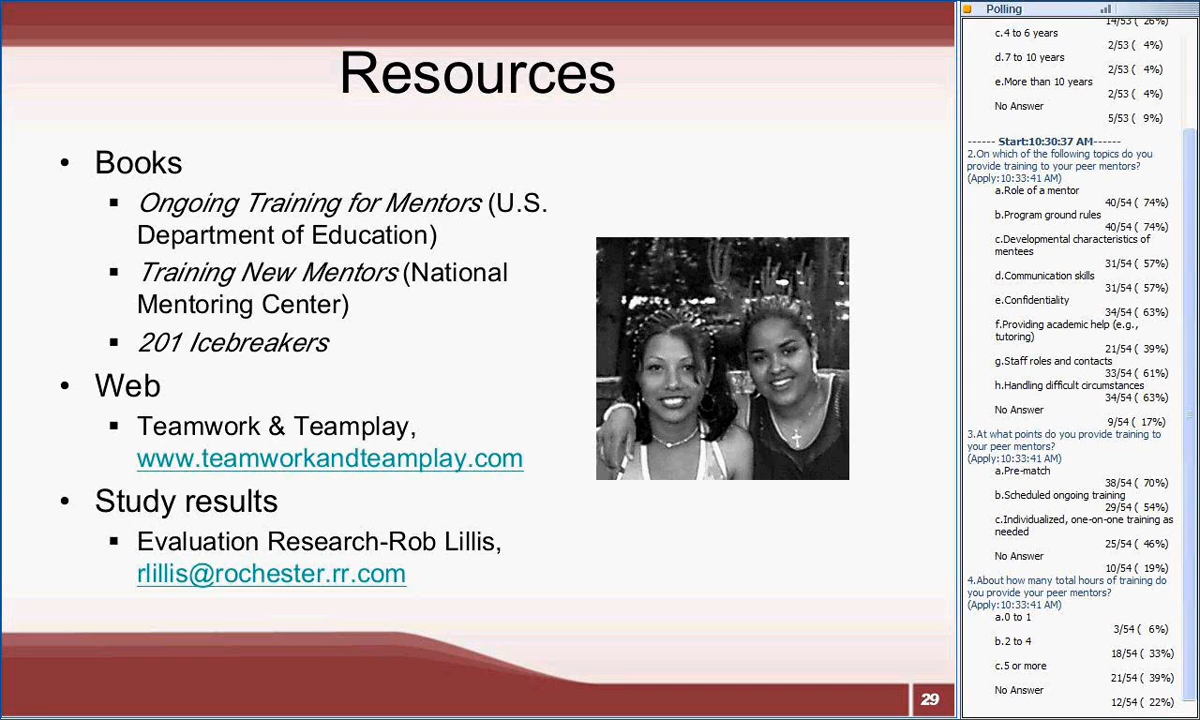 Resources
• Books
▪ Ongoing Training for Mentors (U.S.
Department of Education)
▪ Training New Mentors (National
Mentoring Center)
▪ 201 Icebreakers
• Web
▪ Teamwork & Teamplay,
www.teamworkandteamplay.com
• Study results
▪ Evaluation Research-Rob Lillis,
rlillis@rochester.rr.com
29
Polling
14/53 ( 26%)
c.4 to 6 years
2/53 ( 4%)
d.7 to 10 years
2/53 ( 4%)
e.More than 10 years
2/53 ( 4%)
No Answer
5/53 ( 9%)
------ Start:10:30:37 AM------
2.On which of the following topics do you
provide training to your peer mentors?
(Apply:10:33:41 AM)
a.Role of a mentor
40/54 ( 74%)
b.Program ground rules
40/54 ( 74%)
c.Developmental characteristics of
mentees
31/54 ( 57%)
d.Communication skills
31/54 ( 57%)
e.Confidentiality
34/54 ( 63%)
f.Providing academic help (e.g.,
tutoring)
21/54 ( 39%)
g.Staff roles and contacts
33/54 ( 61%)
h.Handling difficult circumstances
34/54 ( 63%)
No Answer
9/54 ( 17%)
3.At what points do you provide training to
your peer mentors?
(Apply:10:33:41 AM)
a.Pre-match
38/54 ( 70%)
b.Scheduled ongoing training
29/54 ( 54%)
c.Individualized, one-on-one training as
needed
25/54 ( 46%)
No Answer
10/54 ( 19%)
4.About how many total hours of training do
you provide your peer mentors?
(Apply:10:33:41 AM)
a.0 to 1
3/54 ( 6%)
b.2 to 4
18/54 ( 33%)
c.5 or more
21/54 ( 39%)
No Answer
12/54 ( 22%)